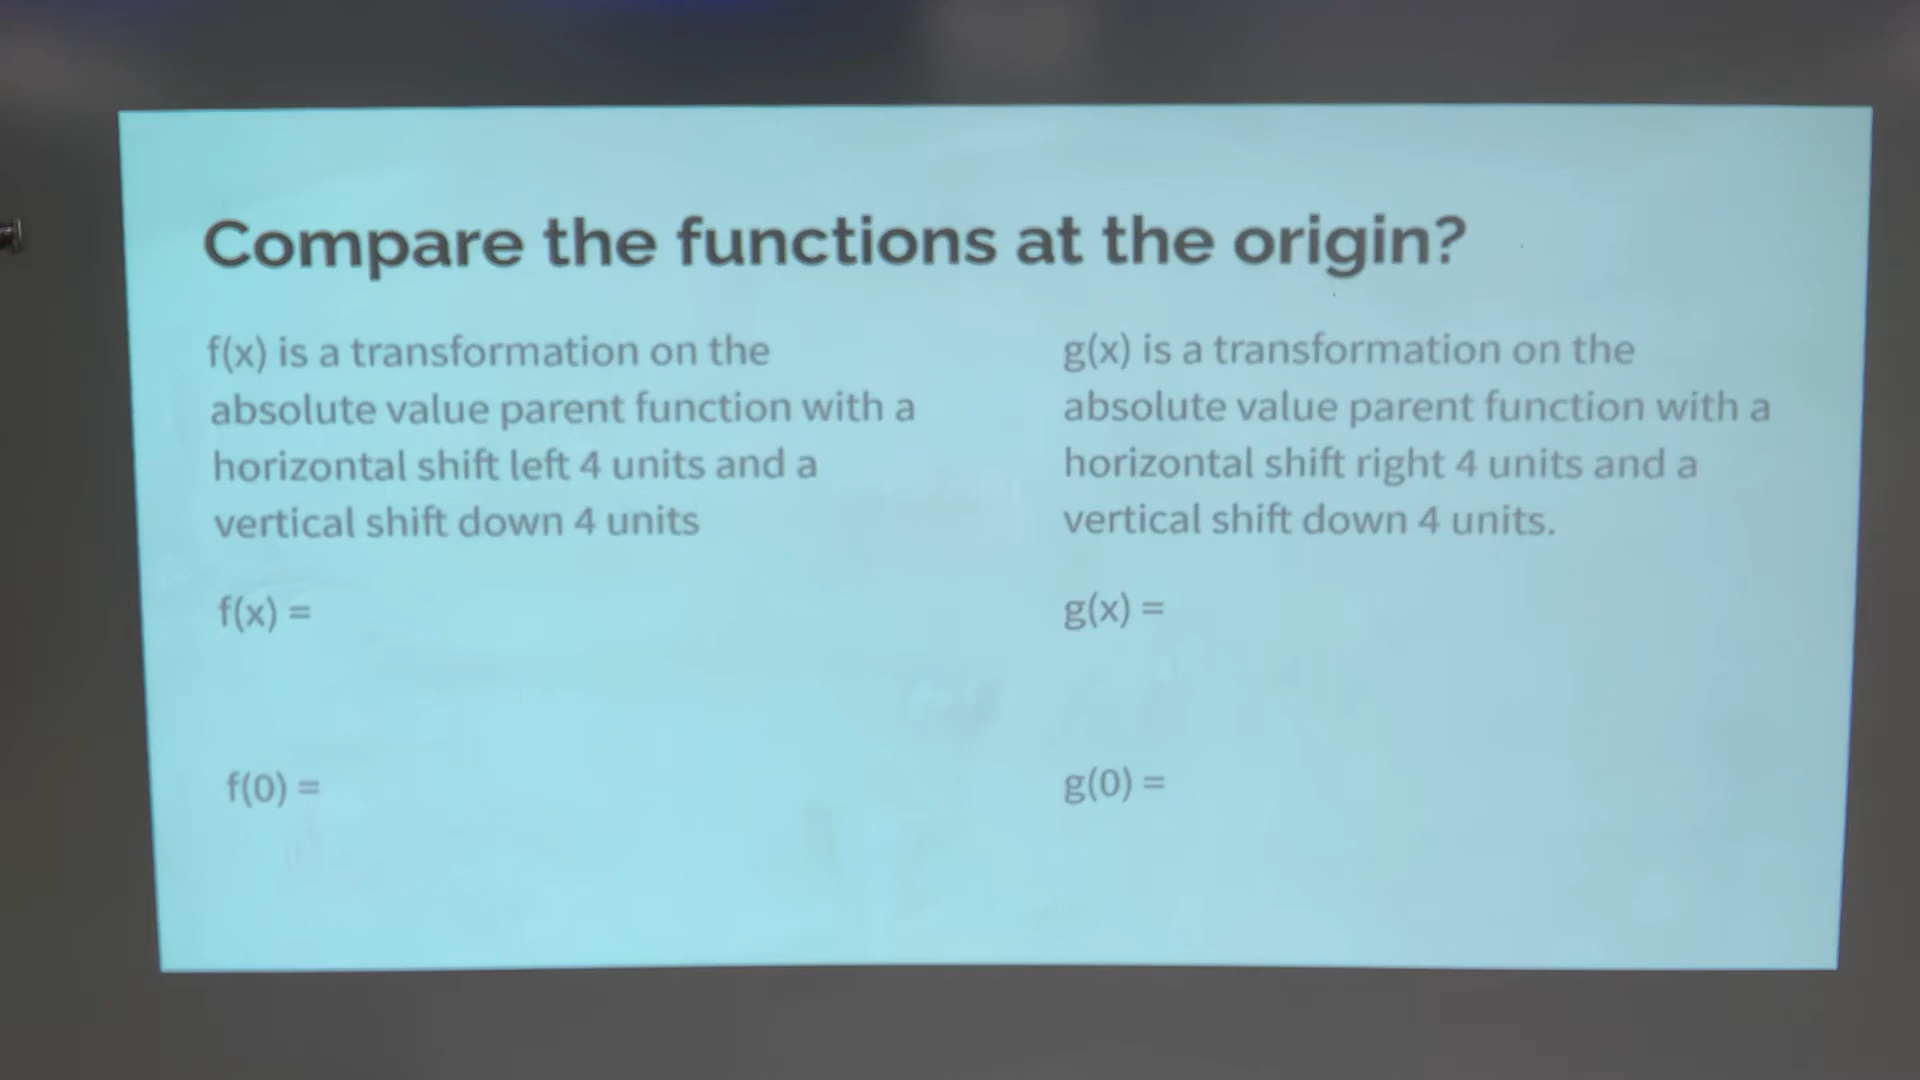 Compare the functions at the origin?
f(x) is a transformation on the
absolute value parent function with a
horizontal shift left 4 units and a
vertical shift down 4 units
f(x) =
f(0) =
g(x) is a transformation on the
absolute value parent function with a
horizontal shift right 4 units and a
vertical shift down 4 units.
g(x) =
g(0) =